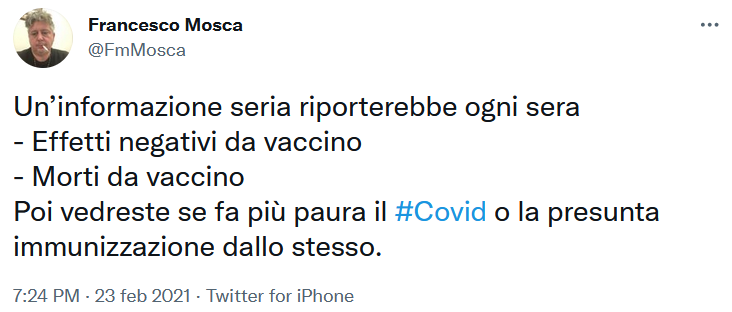 Francesco Mosca
@FmMosca
Un’informazione seria riporterebbe ogni sera
- Effetti negativi da vaccino
- Morti da vaccino
Poi vedreste se fa più paura il #Covid o la presunta
immunizzazione dallo stesso.
7:24 PM · 23 feb 2021 · Twitter for iPhone